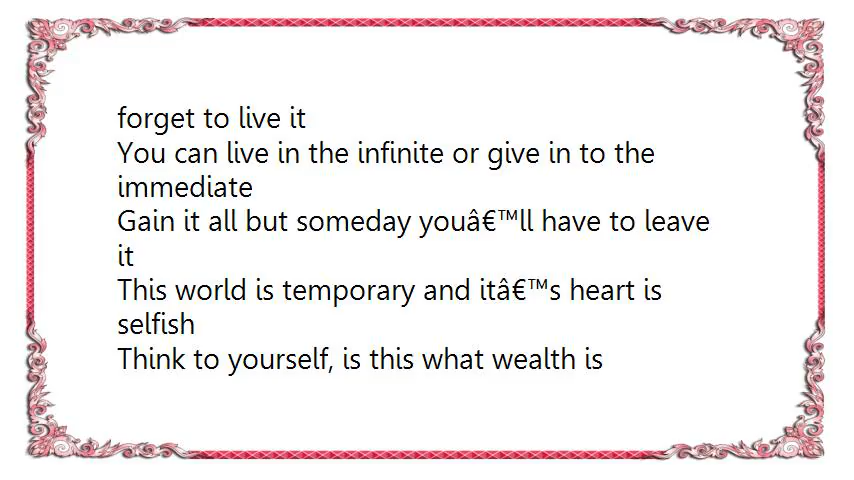 forget to live it
You can live in the infinite or give in to the
immediate
Gain it all but someday youâ€™ll have to leave
it
This world is temporary and itâ€™s heart is
selfish
Think to yourself, is this what wealth is